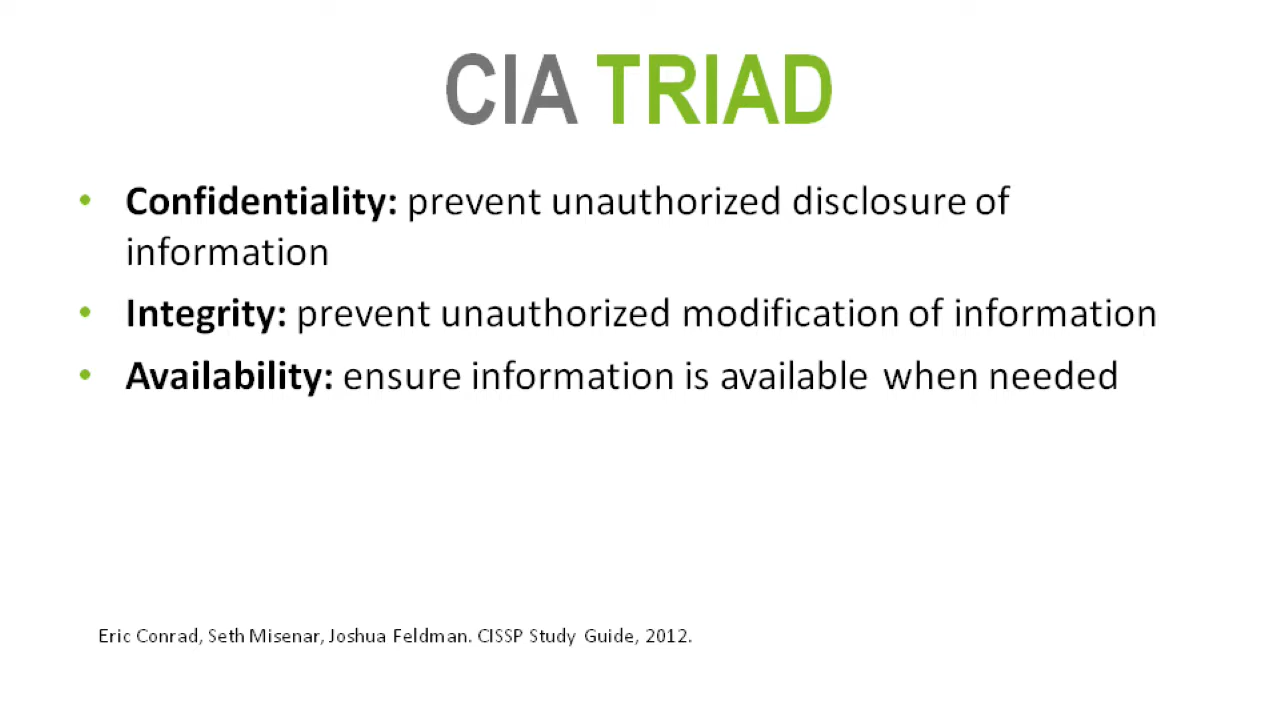 CIA TRIAD
• Confidentiality: prevent unauthorized disclosure of
information
• Integrity: prevent unauthorized modification of information
• Availability: ensure information is available when needed
Eric Conrad, Seth Misenar, Joshua Feldman. CISSP Study Guide, 2012.